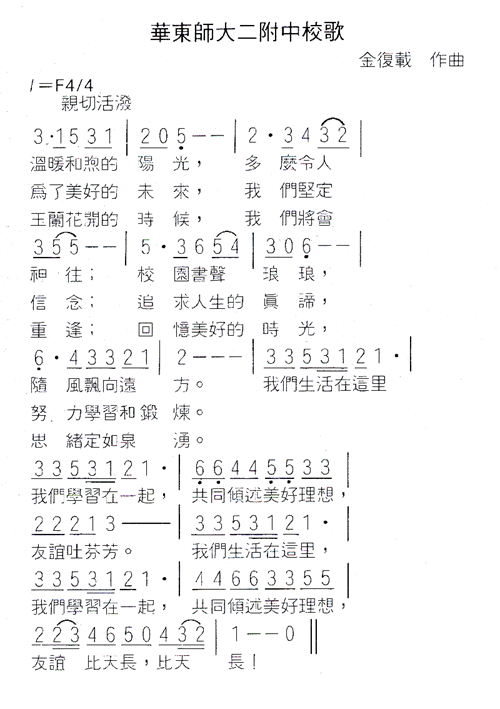 華東師大二附中校歌
金復載　作曲
1=F4/4
親切活潑
3.·15 31 | 2 0 5 - - | 2 · 3 4 32 |
溫暖和煦的 陽 光， 多 麽令人
爲了美好的 未 來， 我 們堅定
王蘭花開的 時 候， 我 們將會
3 5 5 - - | 5 · 3 6 5 4 | 3 0 6 - - |
神 往； 校 園書聲 琅 琅，
信 念； 追 求人生的 眞 諦，
重 逢； 回 憶美好的 時 光，
6 · 4 3 3 2 1 | 2 - - - | 3 3 5 3 1 2 1 ·|
隨 風飄向遠 方。 我們生活在這里
努 力學習和鍛 煉。
思 緒定如泉 湧。
3 3 5 3 1 2 1 ·| 6 6 4 4 5 5 3 3 |
我們學習在一起， 共同傾述美好理想，
2 2 2 1 3 —— | 3 3 5 3 1 2 1 ·
友誼吐芬芳。 我們生活在這里，
3 3 5 3 1 2 1 ·| 4 4 6 6 3 3 5 5
我們學習在一起， 共同傾述美好理想，
2 2 3 4 6 5 0 4 3 2 | 1 - - 0 ‖
友誼 比天長，比天 長！